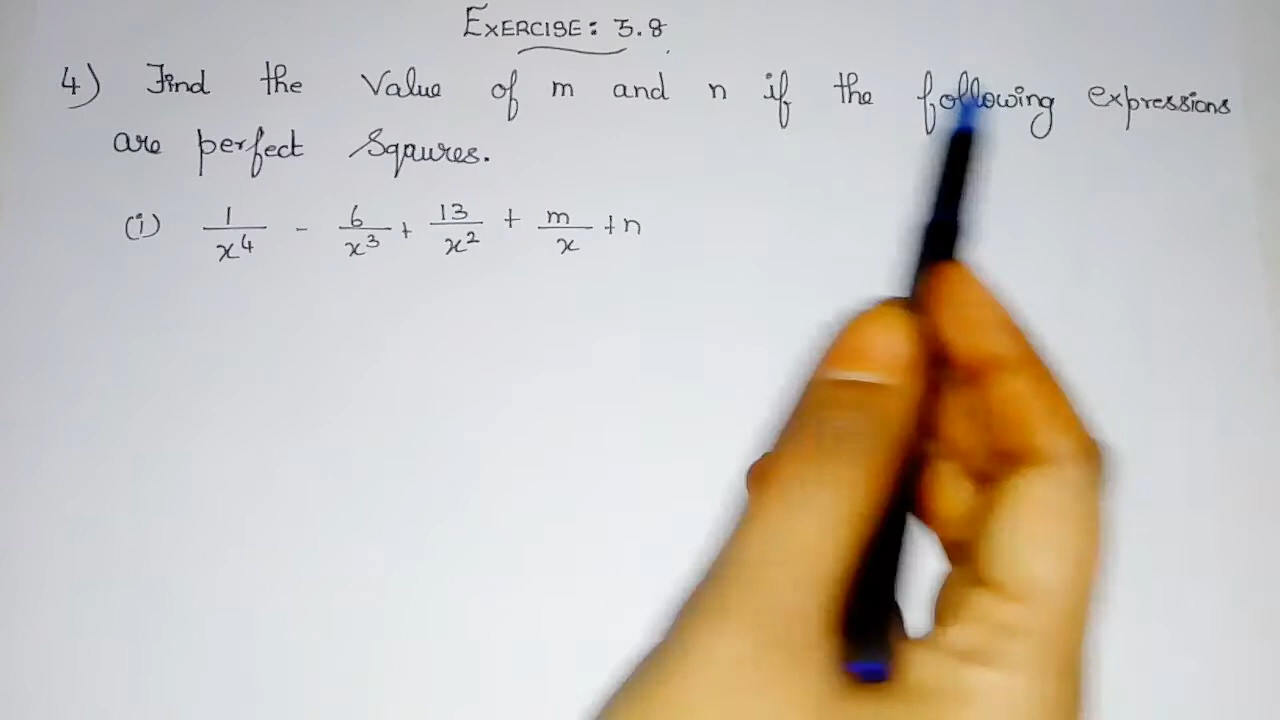 EXERCISE: 3.8
4) Find the Value of m and n if the following expressions
are perfect Sqaures.
(i) 1/x⁴ - 6/x³ + 13/x² + m/x + n